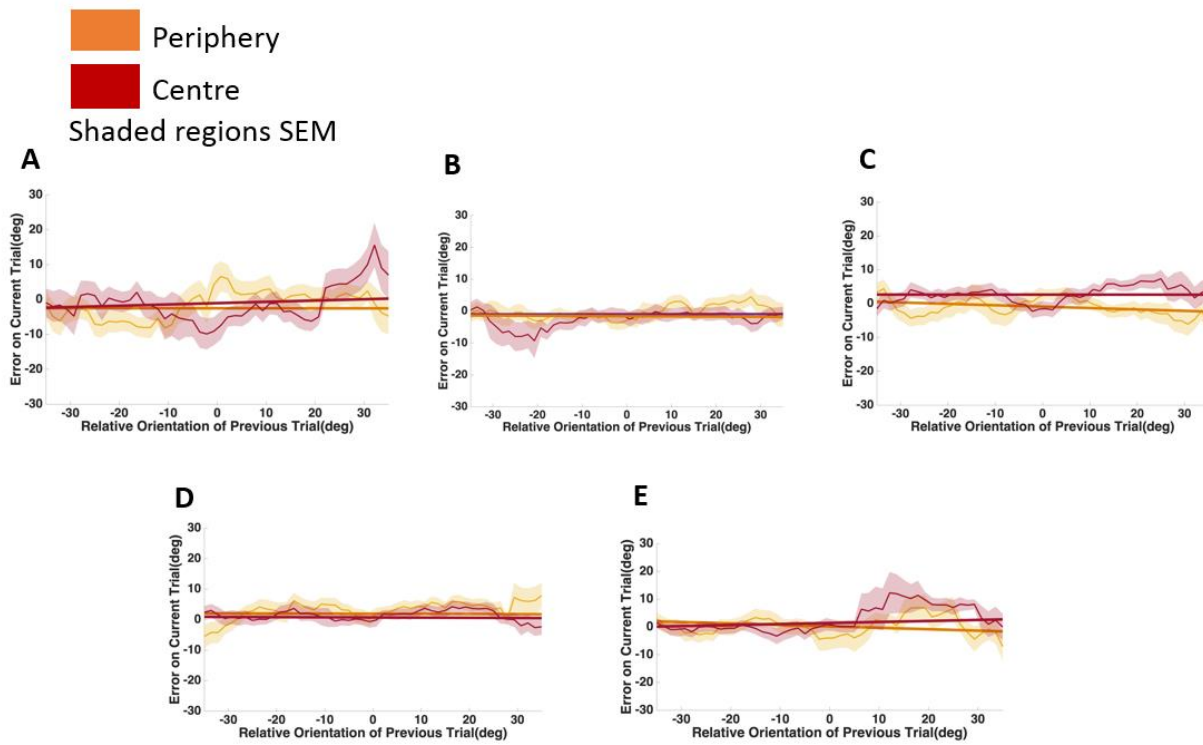 Periphery
Centre
Shaded regions SEM
A
30
20
10
0
-10
-20
-30
Error on Current Trial(deg)
-30 -20 -10 0 10 20 30
Relative Orientation of Previous Trial(deg)
B
30
20
10
0
-10
-20
-30
Error on Current Trial(deg)
-30 -20 -10 0 10 20 30
Relative Orientation of Previous Trial(deg)
C
30
20
10
0
-10
-20
-30
Error on Current Trial(deg)
-30 -20 -10 0 10 20 30
Relative Orientation of Previous Trial(deg)
D
30
20
10
0
-10
-20
-30
Error on Current Trial(deg)
-30 -20 -10 0 10 20 30
Relative Orientation of Previous Trial(deg)
E
30
20
10
0
-10
-20
-30
Error on Current Trial(deg)
-30 -20 -10 0 10 20 30
Relative Orientation of Previous Trial(deg)